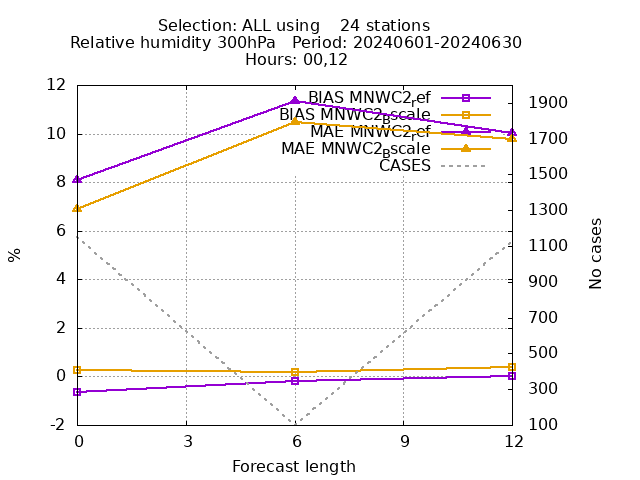 Selection: ALL using    24 stations
Relative humidity 300hPa   Period: 20240601-20240630
Hours: 00,12
BIAS MNWC2_ref
BIAS MNWC2_Bscale
MAE MNWC2_ref
MAE MNWC2_Bscale
CASES
12
10
8
6
4
2
0
-2
%
1900
1700
1500
1300
1100
900
700
500
300
100
No cases
0 3 6 9 12
Forecast length